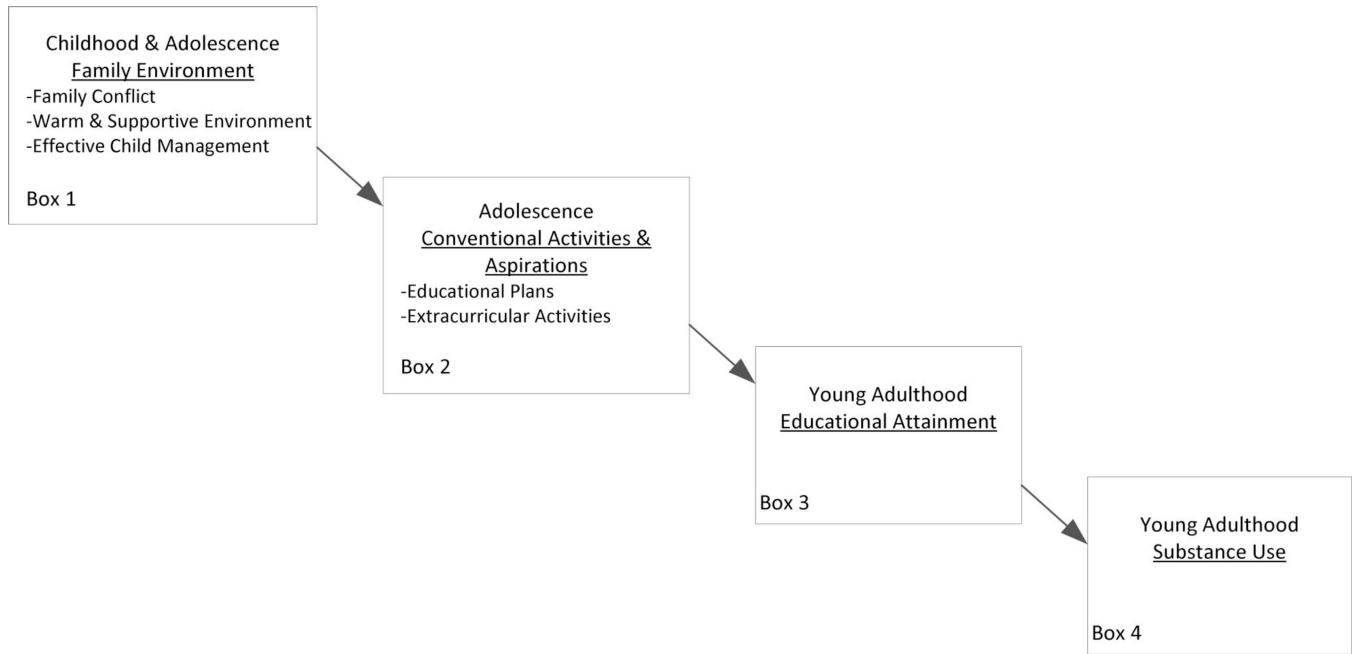 Childhood & Adolescence
Family Environment
-Family Conflict
-Warm & Supportive Environment
-Effective Child Management
Box 1
Adolescence
Conventional Activities &
Aspirations
-Educational Plans
-Extracurricular Activities
Box 2
Young Adulthood
Educational Attainment
Box 3
Young Adulthood
Substance Use
Box 4